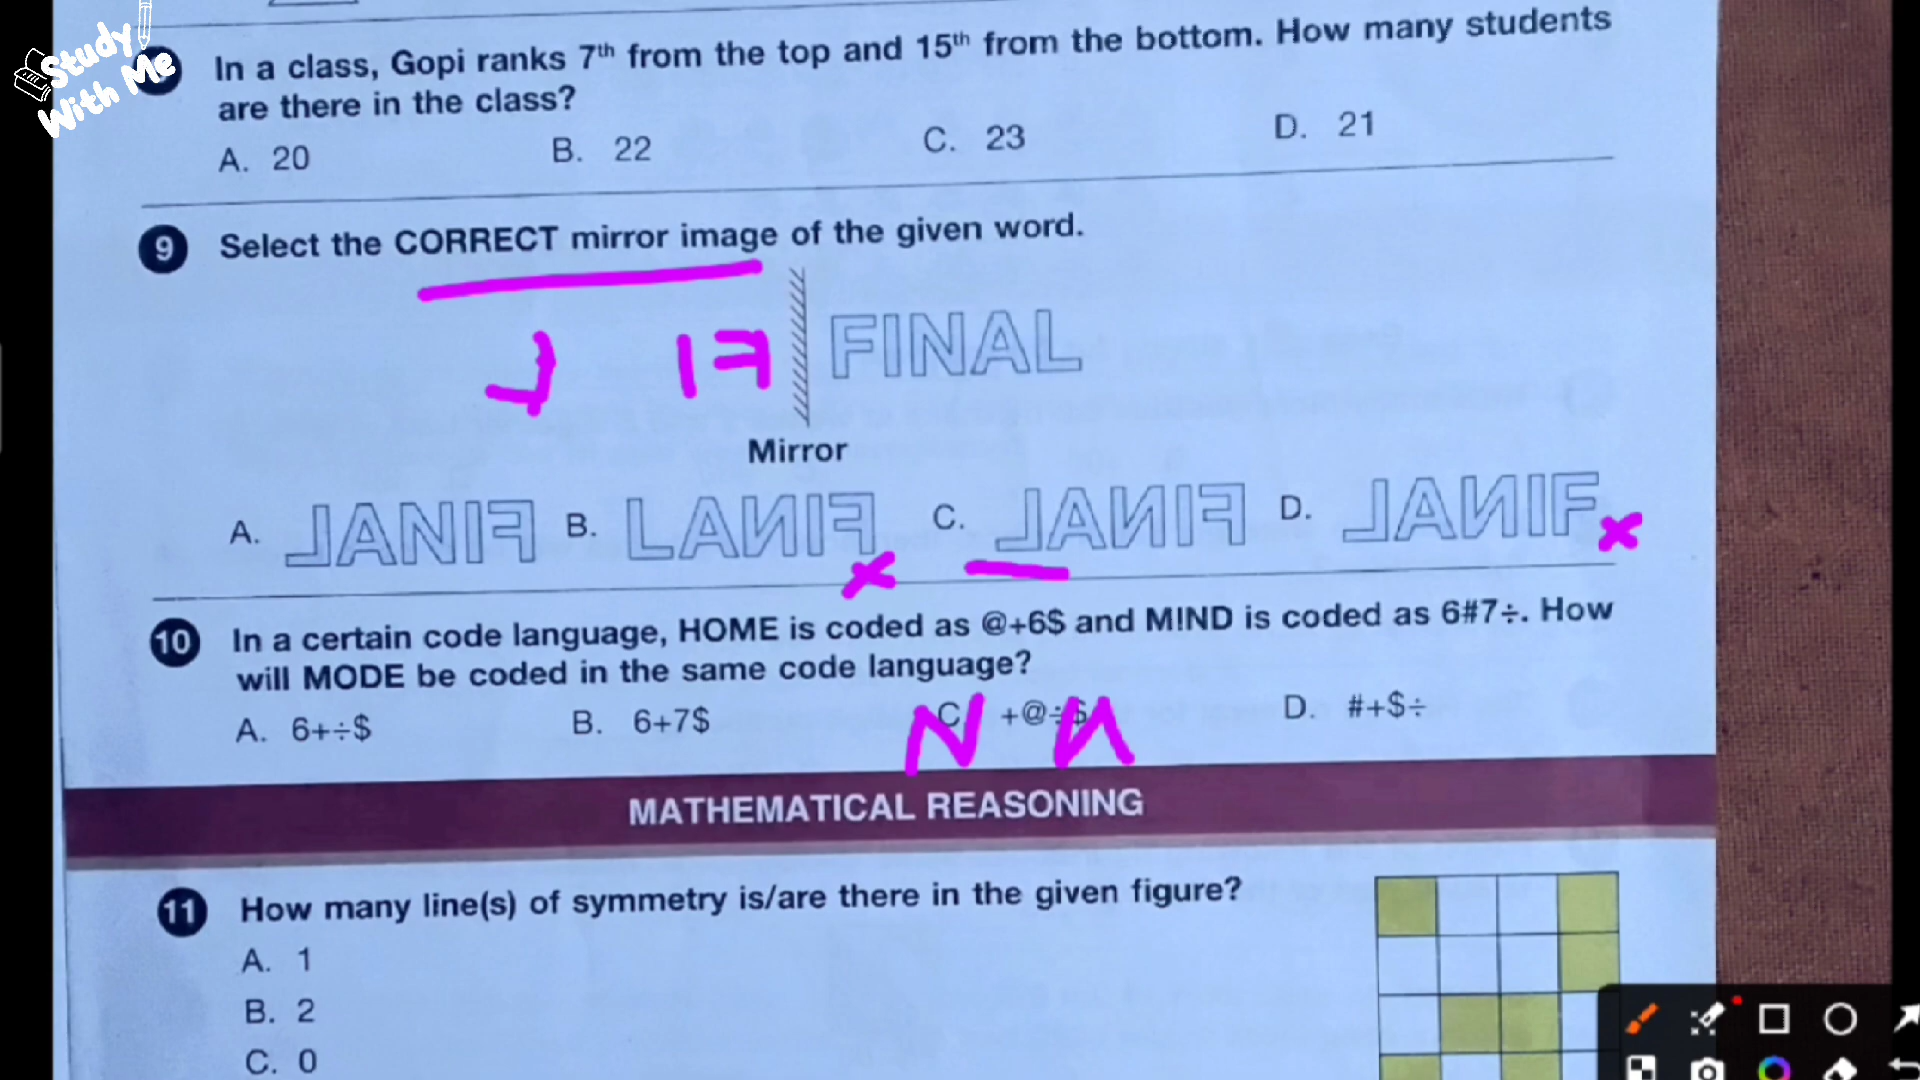 Study
With Me
In a class, Gopi ranks 7th from the top and 15th from the bottom. How many students
are there in the class?
A. 20 B. 22 C. 23 D. 21
9 Select the CORRECT mirror image of the given word.
FINAL
Mirror
A. B. C. D.
10 In a certain code language, HOME is coded as @+6$ and MIND is coded as 6#7÷. How
will MODE be coded in the same code language?
A. 6+÷$ B. 6+7$ C. +@÷$ D. #+$÷
N И
MATHEMATICAL REASONING
11 How many line(s) of symmetry is/are there in the given figure?
A. 1
B. 2
C. 0